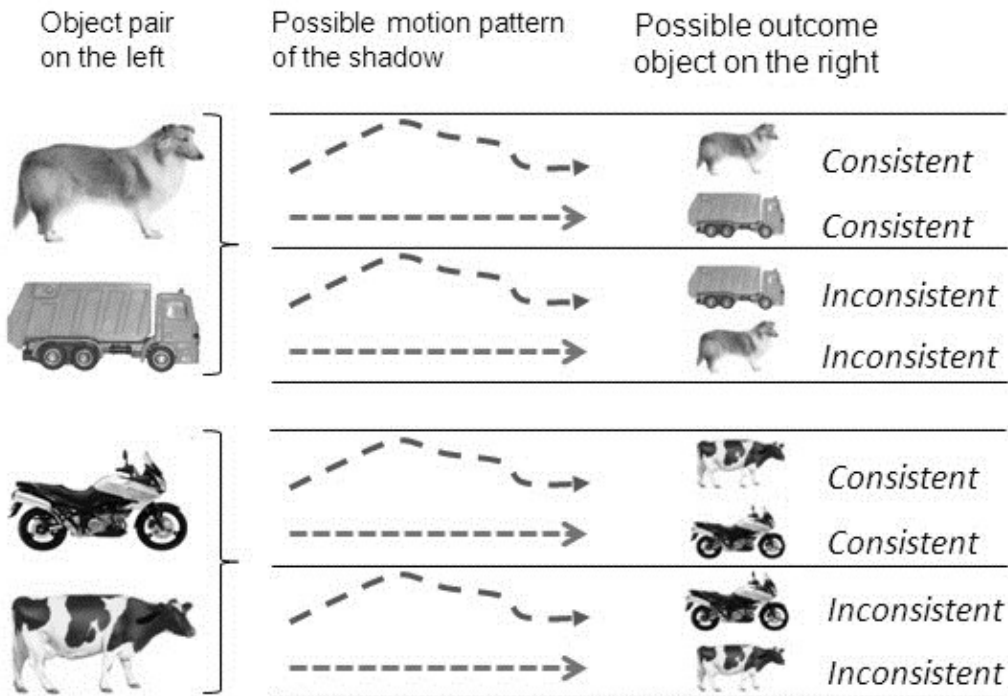 Object pair
on the left
Possible motion pattern
of the shadow
Possible outcome
object on the right
Consistent
Consistent
Inconsistent
Inconsistent
Consistent
Consistent
Inconsistent
Inconsistent